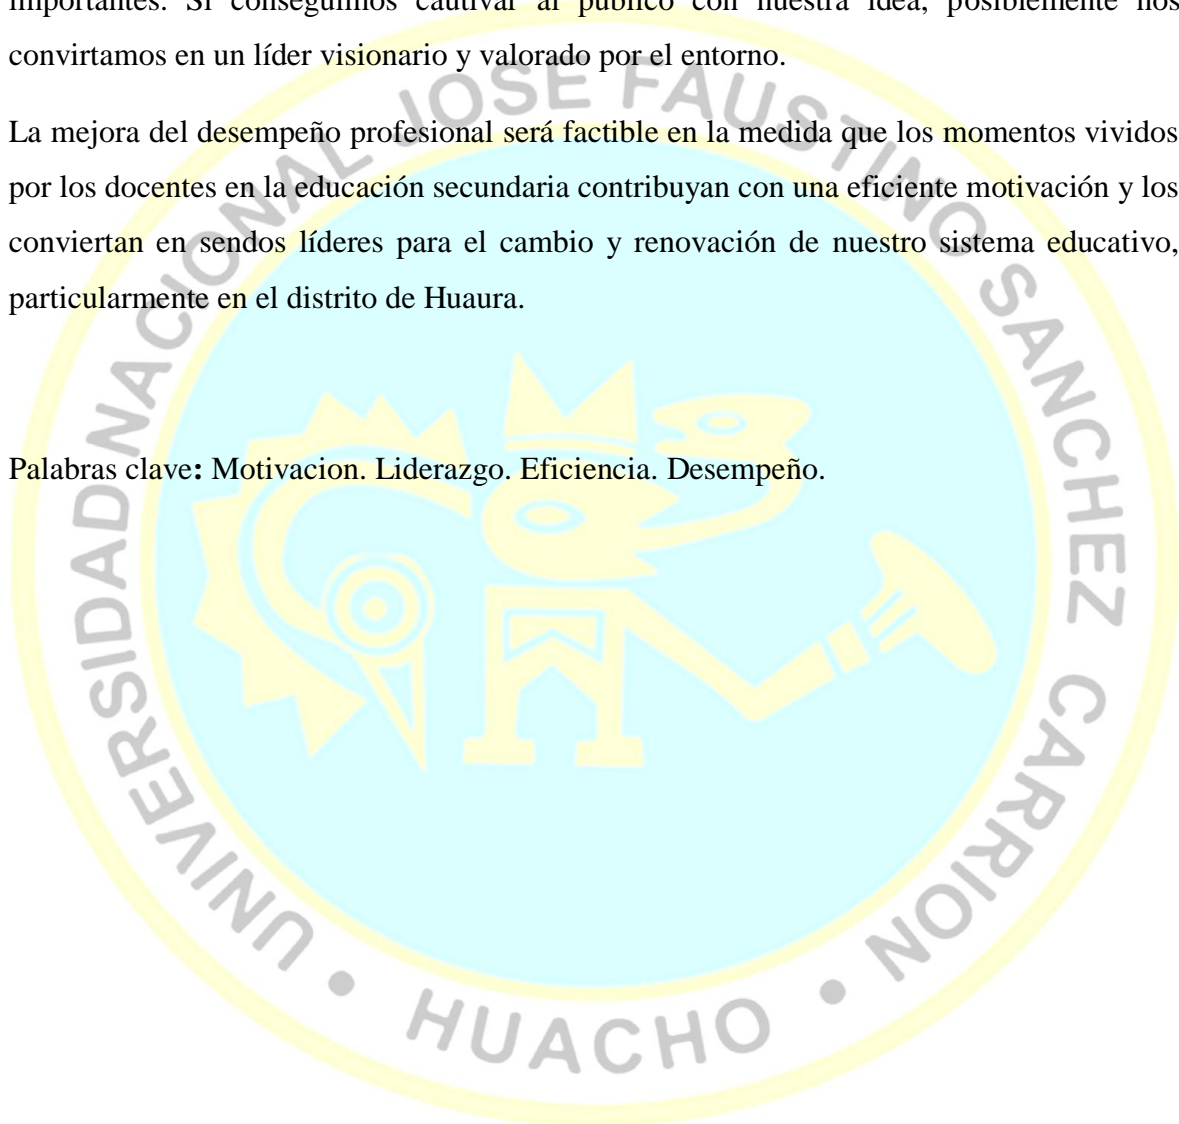 importantes. Si conseguimos cautivar al público con nuestra idea, posiblemente nos
convirtamos en un líder visionario y valorado por el entorno.
La mejora del desempeño profesional será factible en la medida que los momentos vividos
por los docentes en la educación secundaria contribuyan con una eficiente motivación y los
conviertan en sendos líderes para el cambio y renovación de nuestro sistema educativo,
particularmente en el distrito de Huaura.
Palabras clave: Motivacion. Liderazgo. Eficiencia. Desempeño.
UNIVERSIDAD NACIONAL JOSE FAUSTINO SANCHEZ CARRION
• HUACHO •